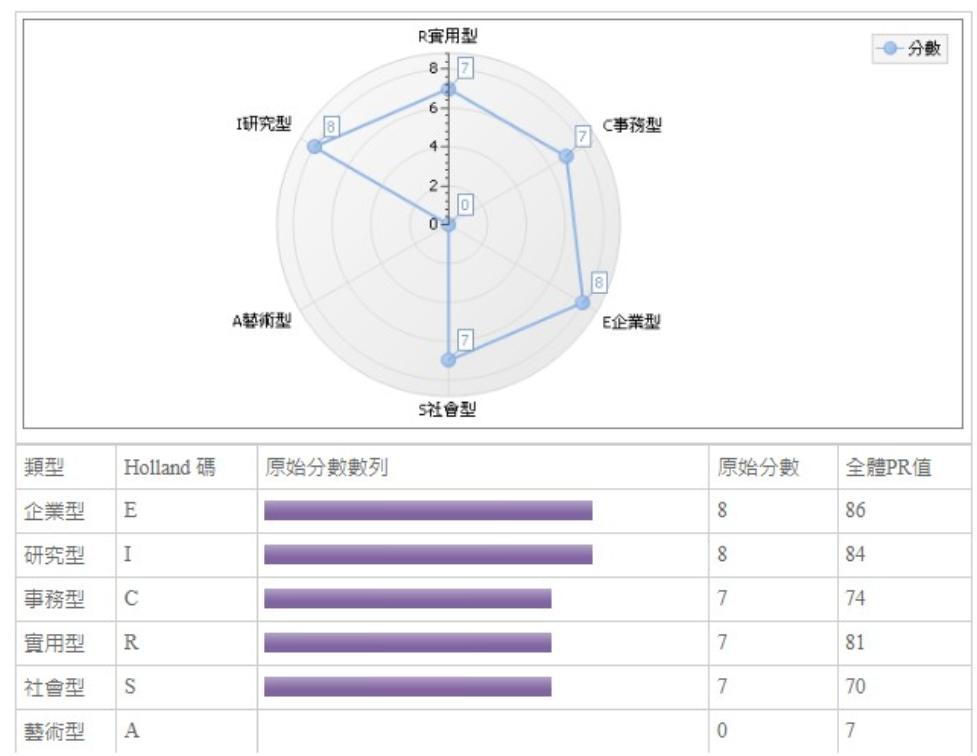 R實用型
分數
8
7
I研究型
8
C事務型
7
6
4
2
0
0
8
A藝術型
E企業型
7
S社會型
類型 Holland 碼 原始分數數列 原始分數 全體PR值
企業型 E 8 86
研究型 I 8 84
事務型 C 7 74
實用型 R 7 81
社會型 S 7 70
藝術型 A 0 7